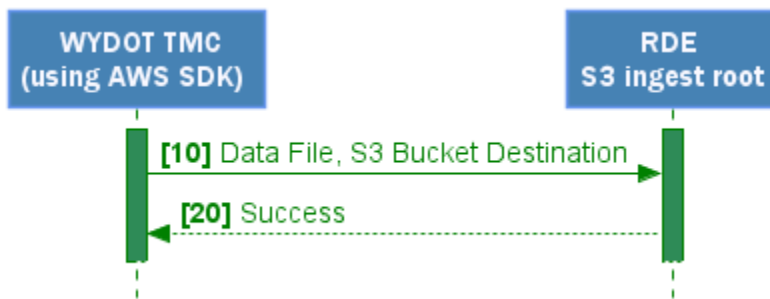 WYDOT TMC
(using AWS SDK)
RDE
S3 ingest root
[10] Data File, S3 Bucket Destination
[20] Success